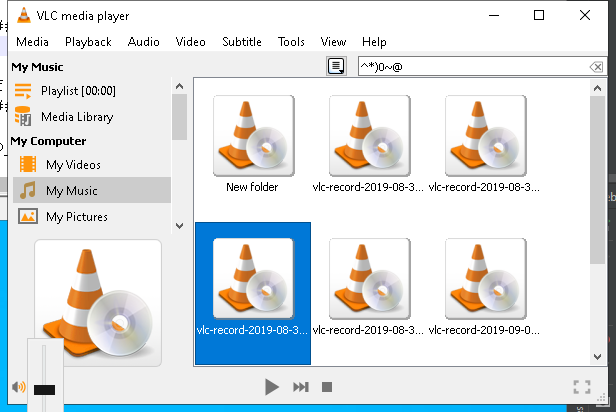 VLC media player
Media Playback Audio Video Subtitle Tools View Help
My Music
^*)0~@
Playlist [00:00]
Media Library
My Computer
My Videos
My Music
My Pictures
New folder
vlc-record-2019-08-3...
vlc-record-2019-08-3...
vlc-record-2019-08-3...
vlc-record-2019-08-3...
vlc-record-2019-09-0...